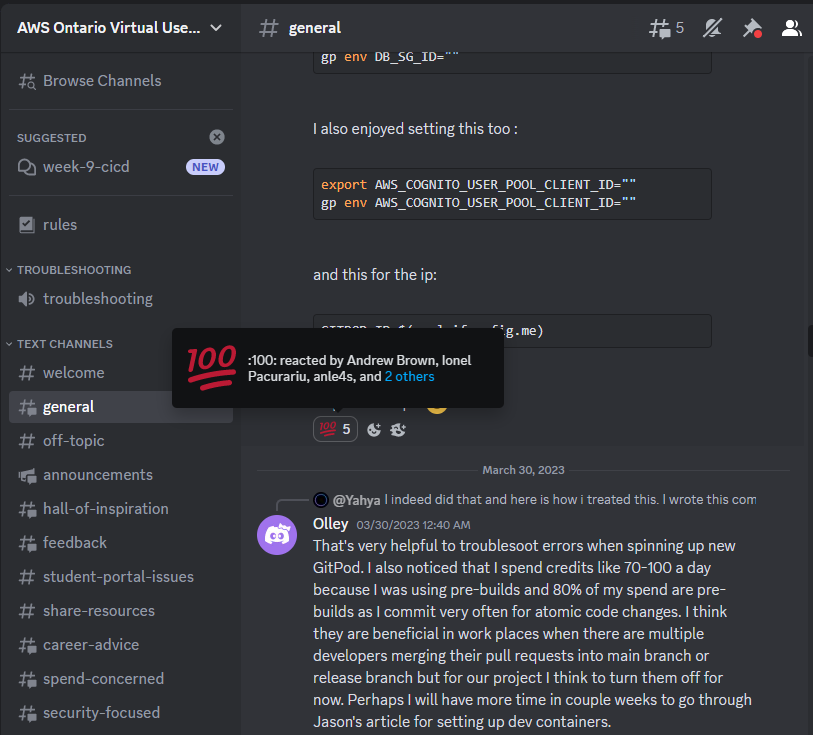 AWS Ontario Virtual Use...
Browse Channels
SUGGESTED
week-9-cicd NEW
rules
TROUBLESHOOTING
troubleshooting
TEXT CHANNELS
welcome
general
off-topic
announcements
hall-of-inspiration
feedback
student-portal-issues
share-resources
career-advice
spend-concerned
security-focused
general
5
gp env DB_SG_ID=""
I also enjoyed setting this too :
export AWS_COGNITO_USER_POOL_CLIENT_ID=""
gp env AWS_COGNITO_USER_POOL_CLIENT_ID=""
and this for the ip:
:100: reacted by Andrew Brown, Ionel
Pacurariu, anle4s, and 2 others
100
100 5
March 30, 2023
@Yahya I indeed did that and here is how i treated this. I wrote this com
Olley 03/30/2023 12:40 AM
That's very helpful to troublesoot errors when spinning up new
GitPod. I also noticed that I spend credits like 70-100 a day
because I was using pre-builds and 80% of my spend are pre-
builds as I commit very often for atomic code changes. I think
they are beneficial in work places when there are multiple
developers merging their pull requests into main branch or
release branch but for our project I think to turn them off for
now. Perhaps I will have more time in couple weeks to go through
Jason's article for setting up dev containers.